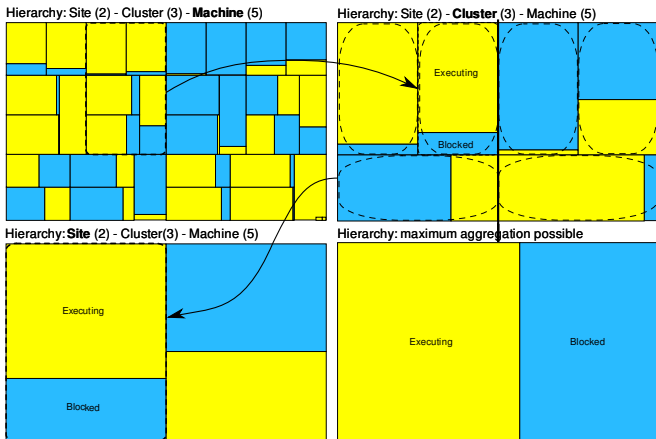 Hierarchy: Site (2) - Cluster (3) - Machine (5)
Hierarchy: Site (2) - Cluster (3) - Machine (5)
Executing
Blocked
Hierarchy: Site (2) - Cluster(3) - Machine (5)
Hierarchy: maximum aggregation possible
Executing
Blocked
Executing
Blocked